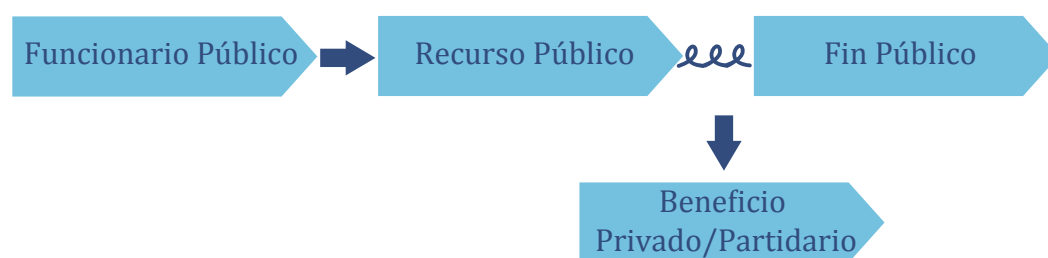 Funcionario Público
Recurso Público
Fin Público
Beneficio
Privado/Partidario